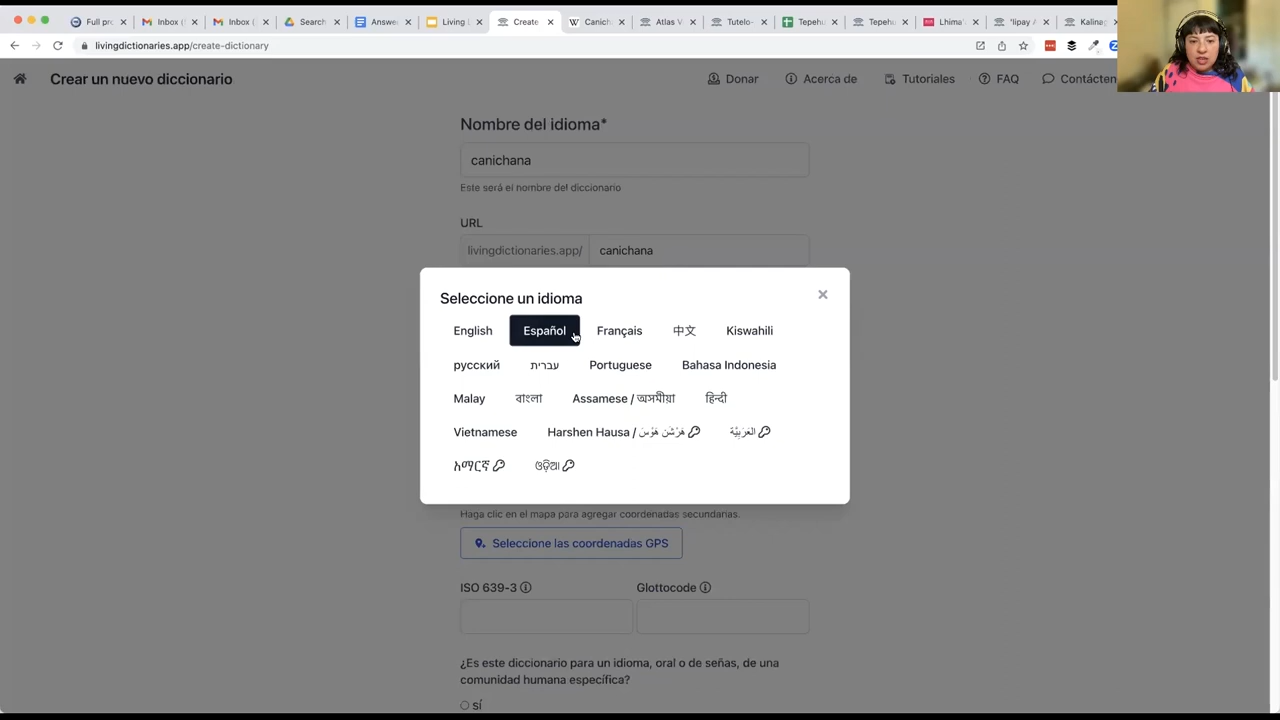 Full pro
Inbox (
Inbox (
Search
Answe
Living L
Create
Canich
Atlas V
Tutelo-
Tepehu
Tepehu
Lhima'
'Iipay A
Kalinag
livingdictionaries.app/create-dictionary
Crear un nuevo diccionario
Donar
Acerca de
Tutoriales
FAQ
Contácten
Nombre del idioma*
canichana
Este será el nombre del diccionario
URL
livingdictionaries.app/
canichana
Seleccione un idioma
English Español Français 中文 Kiswahili
русский עברית Portuguese Bahasa Indonesia
Malay বাংলা Assamese / অসমীয়া हिन्दी
Vietnamese Harshen Hausa / هَرْشَن هَوْسَ العَرَبِيَّة
አማርኛ ଓଡ଼ିଆ
Haga clic en el mapa para agregar coordenadas secundarias.
Seleccione las coordenadas GPS
ISO 639-3 Glottocode
¿Es este diccionario para un idioma, oral o de señas, de una
comunidad humana específica?
sí